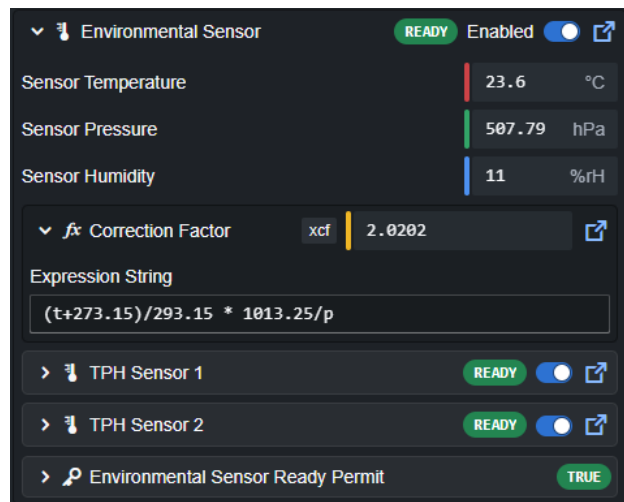 Environmental Sensor READY Enabled
Sensor Temperature 23.6 °C
Sensor Pressure 507.79 hPa
Sensor Humidity 11 %rH
fx Correction Factor xcf 2.0202
Expression String
(t+273.15)/293.15 * 1013.25/p
TPH Sensor 1 READY
TPH Sensor 2 READY
Environmental Sensor Ready Permit TRUE